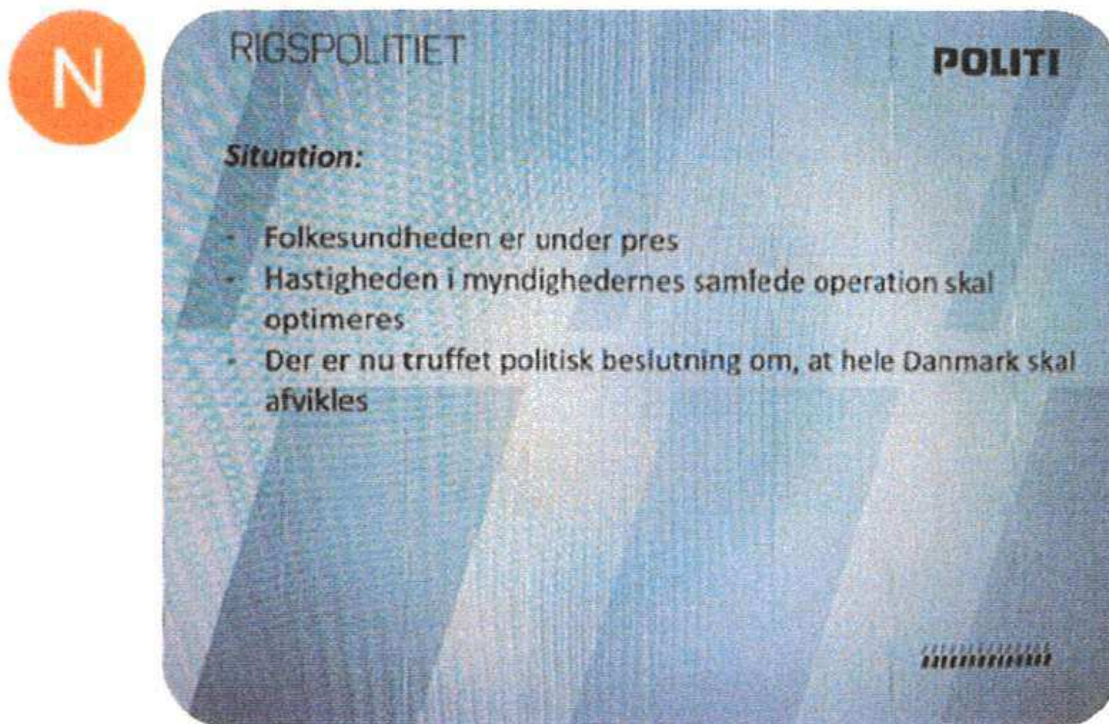 N
RIGSPOLITIET
POLITI
Situation:
- Folkesundheden er under pres
- Hastigheden i myndighedernes samlede operation skal
optimeres
- Der er nu truffet politisk beslutning om, at hele Danmark skal
afvikles